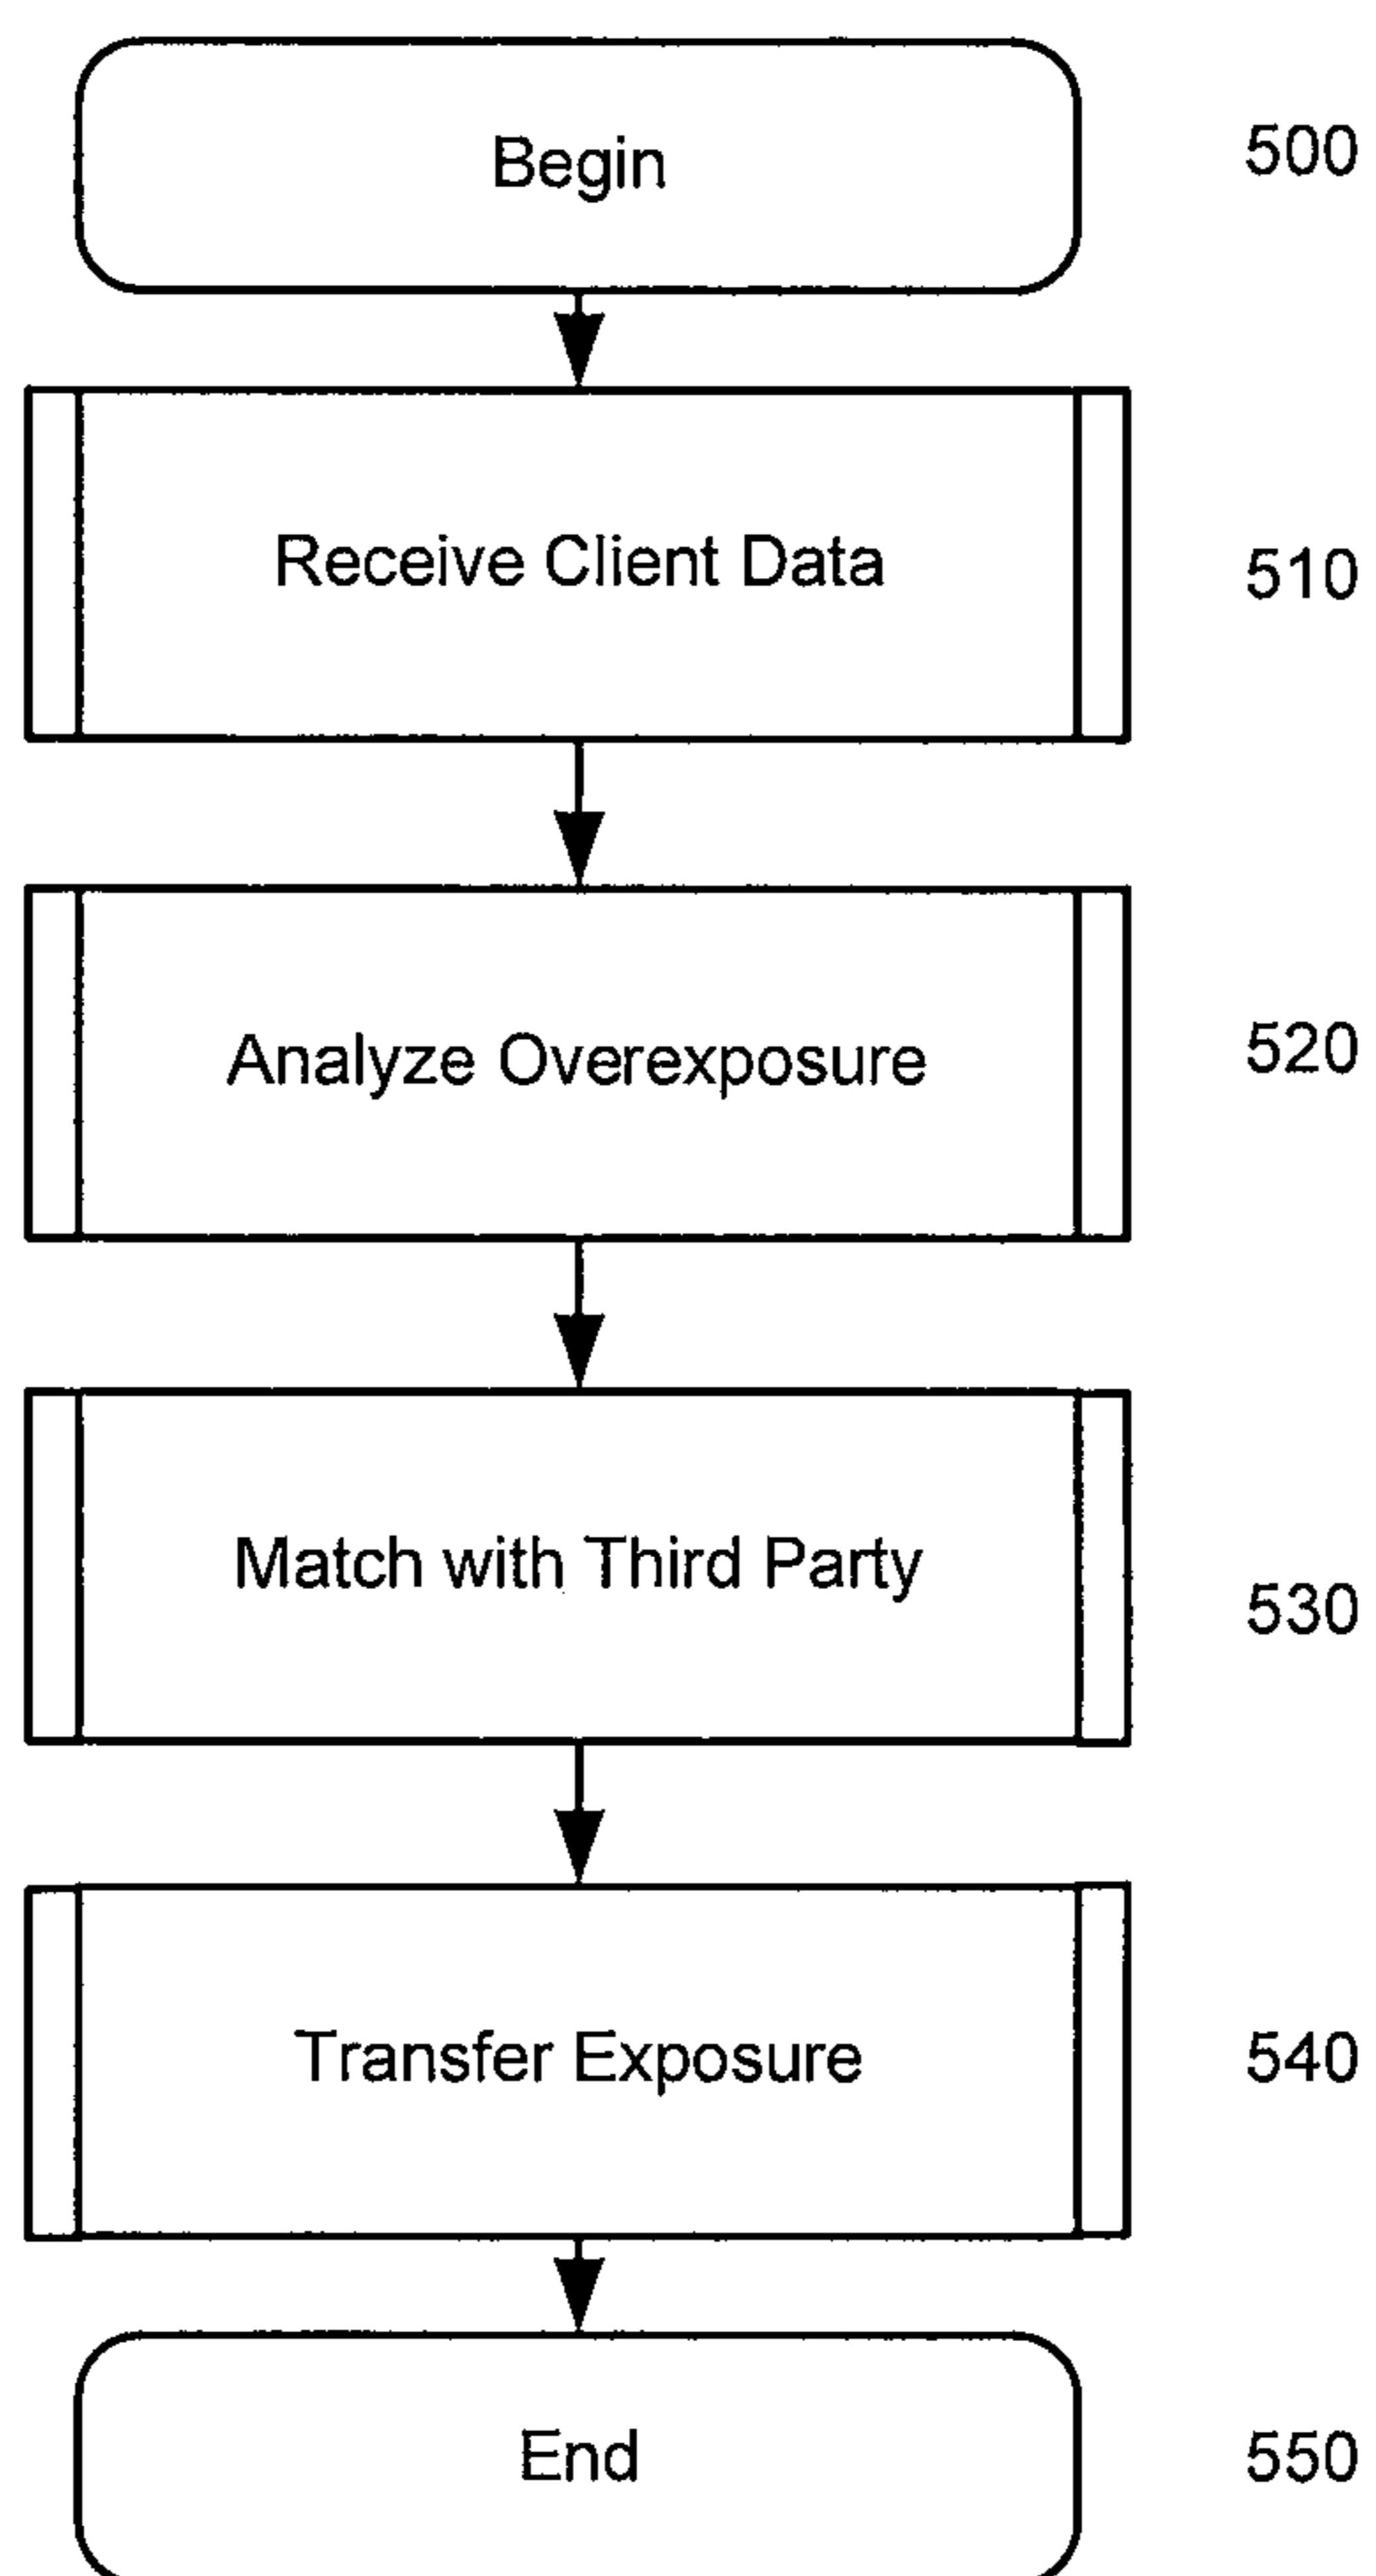 Begin
500
Receive Client Data
510
Analyze Overexposure
520
Match with Third Party
530
Transfer Exposure
540
End
550